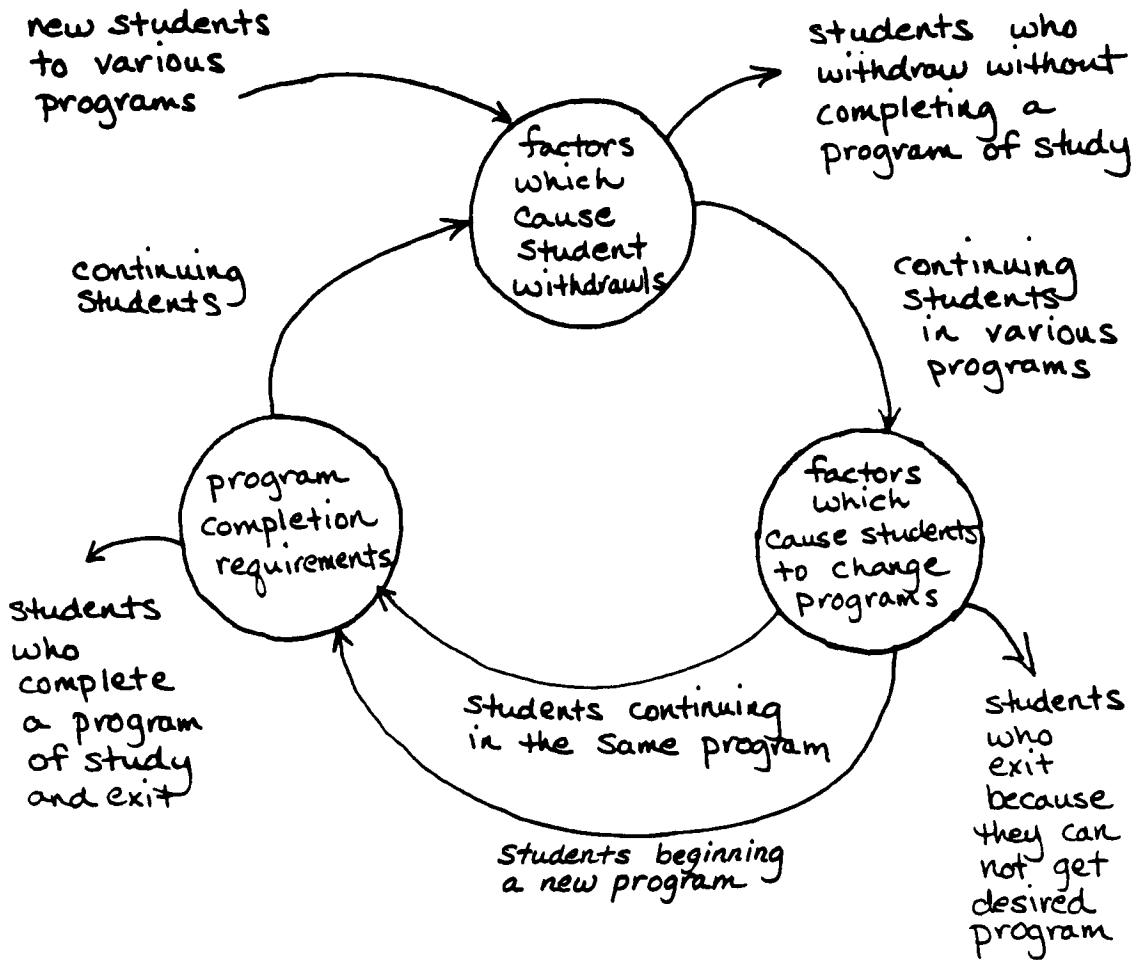 new students
to various
programs
students who
withdraw without
completing a
program of study
factors
which
cause
student
withdrawls
continuing
students
continuing
students
in various
programs
program
completion
requirements
factors
which
cause students
to change
programs
students
who
complete
a program
of study
and exit
students continuing
in the same program
students beginning
a new program
students
who
exit
because
they can
not get
desired
program